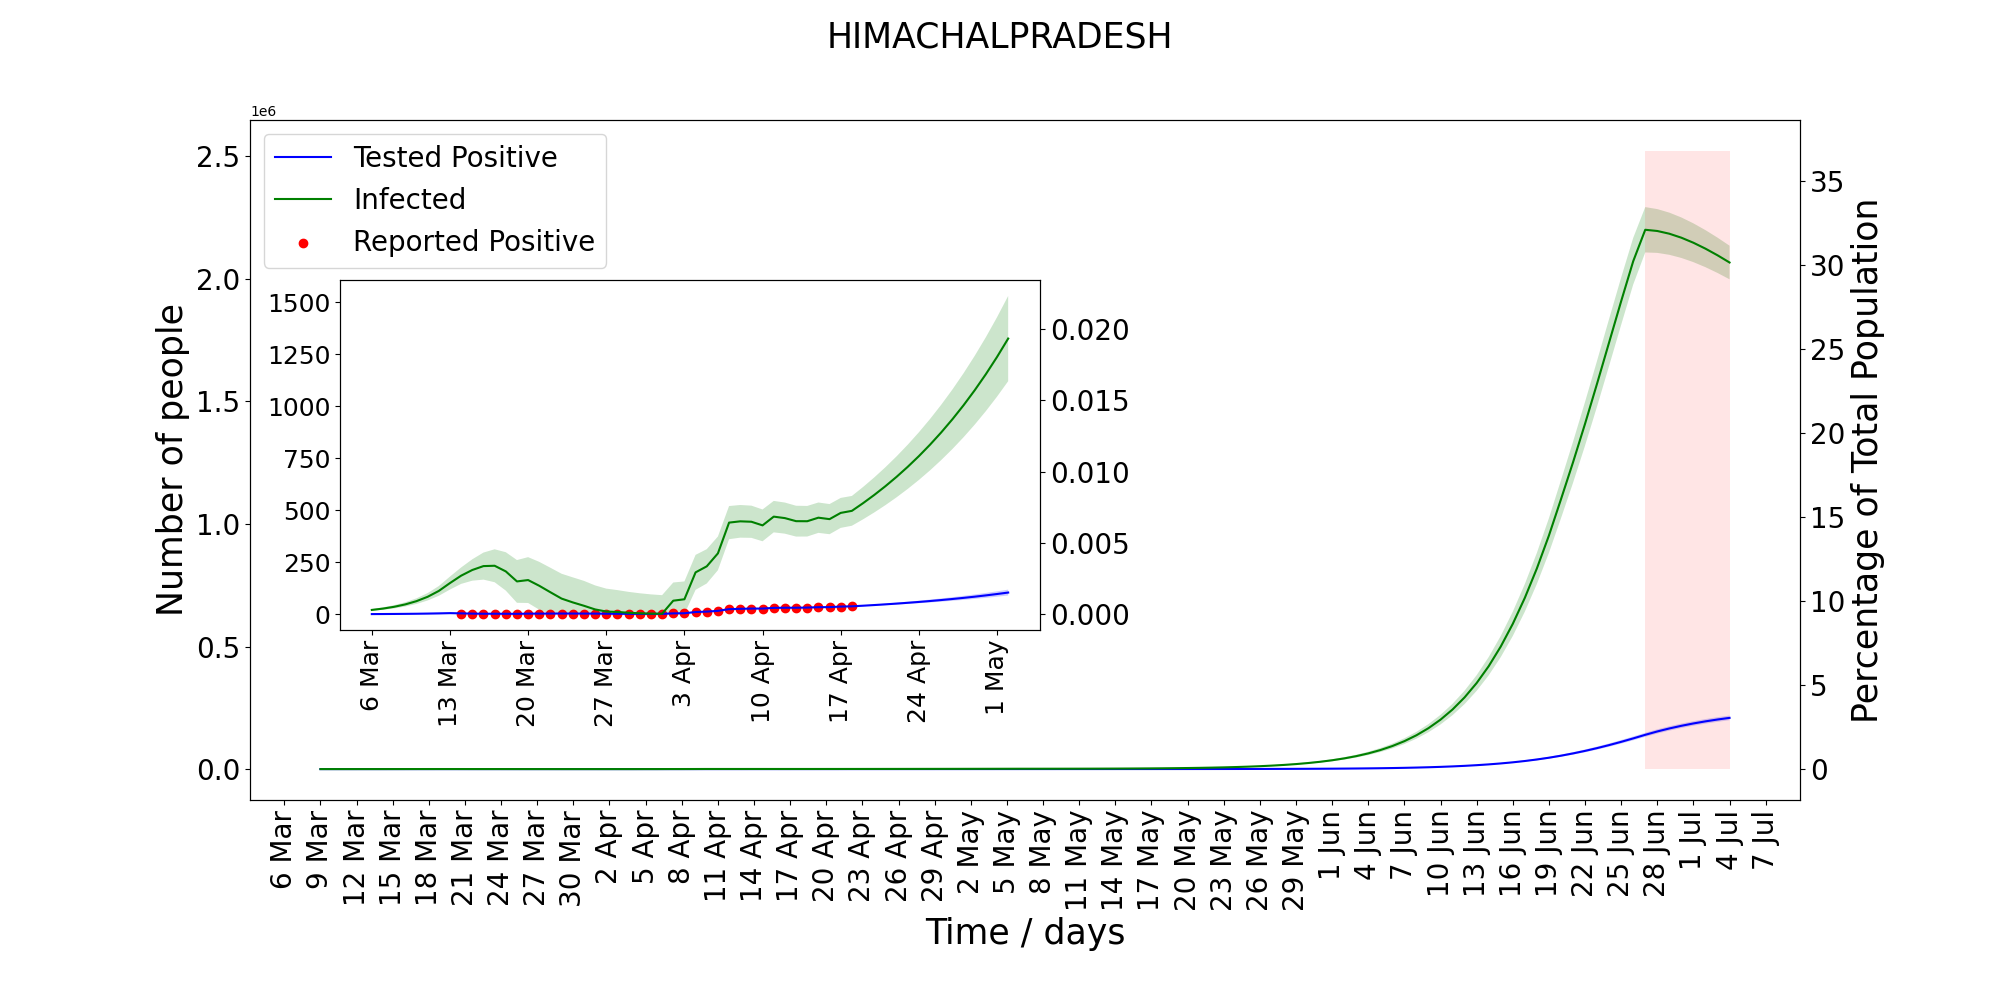 HIMACHALPRADESH
1e6
Tested Positive
Infected
Reported Positive
Number of people
2.5
2.0
1.5
1.0
0.5
0.0
1500
1250
1000
750
500
250
0
0.020
0.015
0.010
0.005
0.000
6 Mar
13 Mar
20 Mar
27 Mar
3 Apr
10 Apr
17 Apr
24 Apr
1 May
35
30
25
20
15
10
5
0
Percentage of Total Population
6 Mar
9 Mar
12 Mar
15 Mar
18 Mar
21 Mar
24 Mar
27 Mar
30 Mar
2 Apr
5 Apr
8 Apr
11 Apr
14 Apr
17 Apr
20 Apr
23 Apr
26 Apr
29 Apr
2 May
5 May
8 May
11 May
14 May
17 May
20 May
23 May
26 May
29 May
1 Jun
4 Jun
7 Jun
10 Jun
13 Jun
16 Jun
19 Jun
22 Jun
25 Jun
28 Jun
1 Jul
4 Jul
7 Jul
Time / days